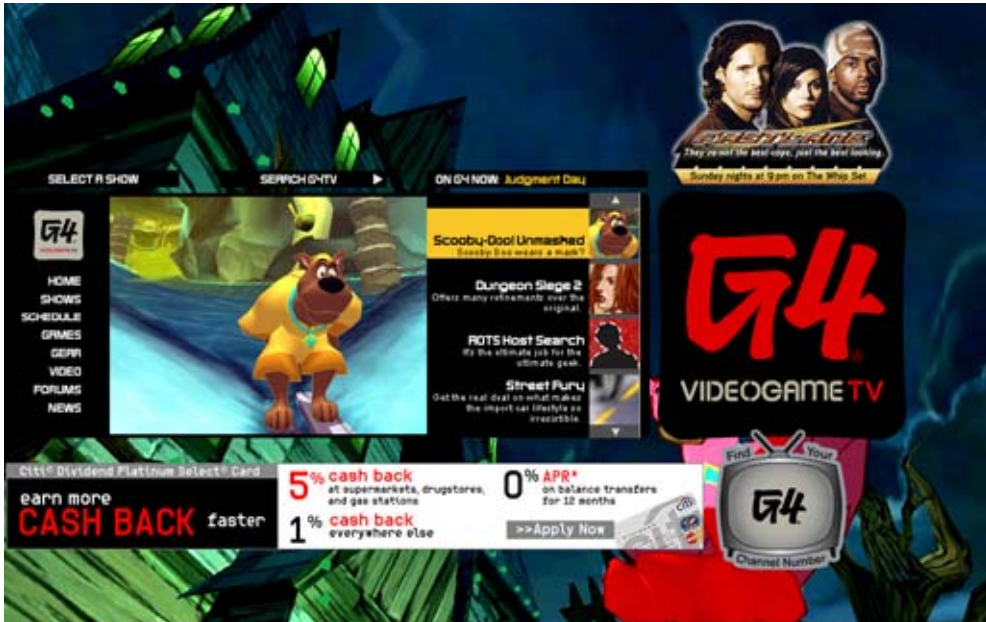 FASTLANE
They're not the best cops, just the best looking.
Sunday nights at 9pm on The Whip Set
SELECT A SHOW
SEARCH G4TV
ON G4 NOW: Judgment Day
G4
VIDEOGAME TV
HOME
SHOWS
SCHEDULE
GAMES
GEAR
VIDEO
FORUMS
NEWS
Scooby-Doo! Unmasked
Scooby Doo wears a mask?
Dungeon Siege 2
Offers many refinements over the
original.
AOTS Host Search
It's the ultimate job for the
ultimate geek.
Street Fury
Get the real deal on what makes
the import car lifestyle so
irresistible.
G4
VIDEOGAME TV
Citi® Dividend Platinum Select® Card
earn more
CASH BACK faster
5% cash back
at supermarkets, drugstores,
and gas stations
1% cash back
everywhere else
0% APR*
on balance transfers
for 12 months
>>Apply Now
citi
Find Your
G4
Channel Number